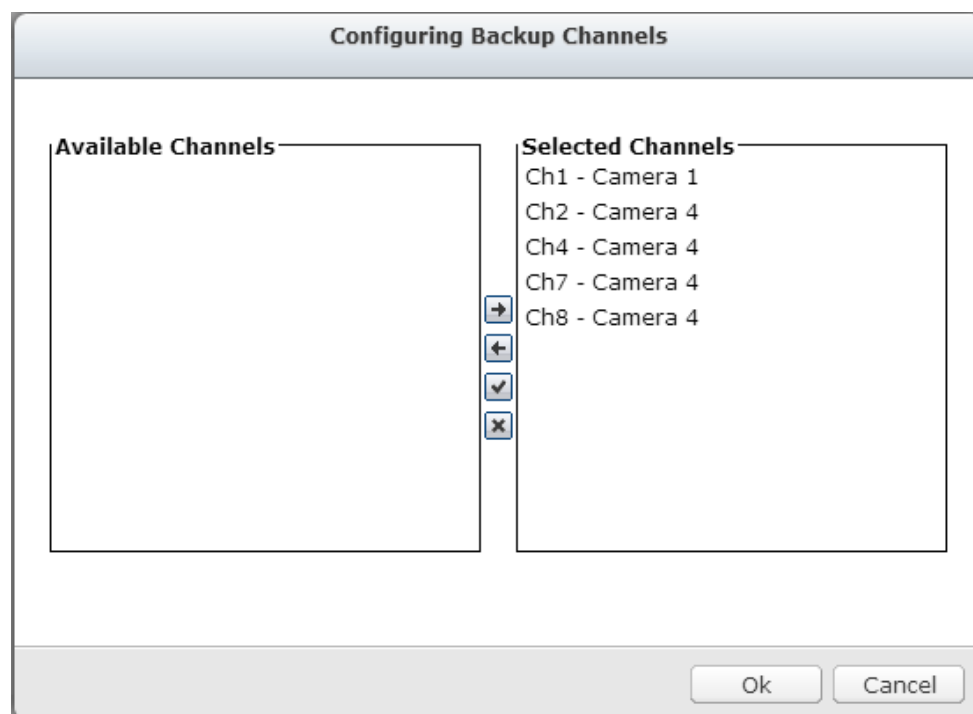 Configuring Backup Channels
Available Channels
Selected Channels
Ch1 - Camera 1
Ch2 - Camera 4
Ch4 - Camera 4
Ch7 - Camera 4
Ch8 - Camera 4
Ok
Cancel